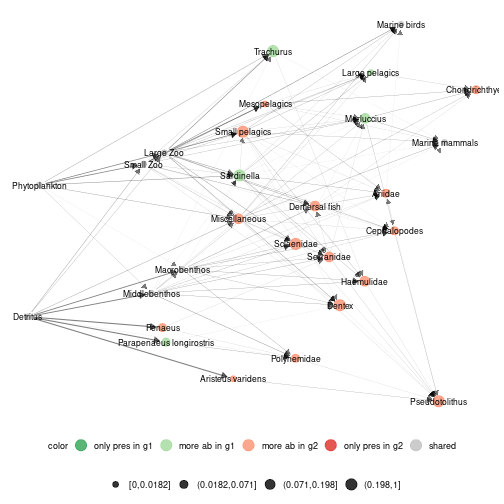 Marine birds
Trachurus
Large pelagics
Chondrichthye
Mesopelagics
Merluccius
Small pelagics
Marine mammals
Large Zoo
Small Zoo
Sardinella
Phytoplankton
Ariidae
Demersal fish
Miscellaneous
Cephalopodes
Sciaenidae
Serranidae
Macrobenthos
Haemulidae
Middlebenthos
Dentex
Detritus
Penaeus
Parapenaeus longirostris
Polynemidae
Aristeus varidens
Pseudotolithus
color only pres in g1 more ab in g1 more ab in g2 only pres in g2 shared
[0,0.0182] (0.0182,0.071] (0.071,0.198] (0.198,1]